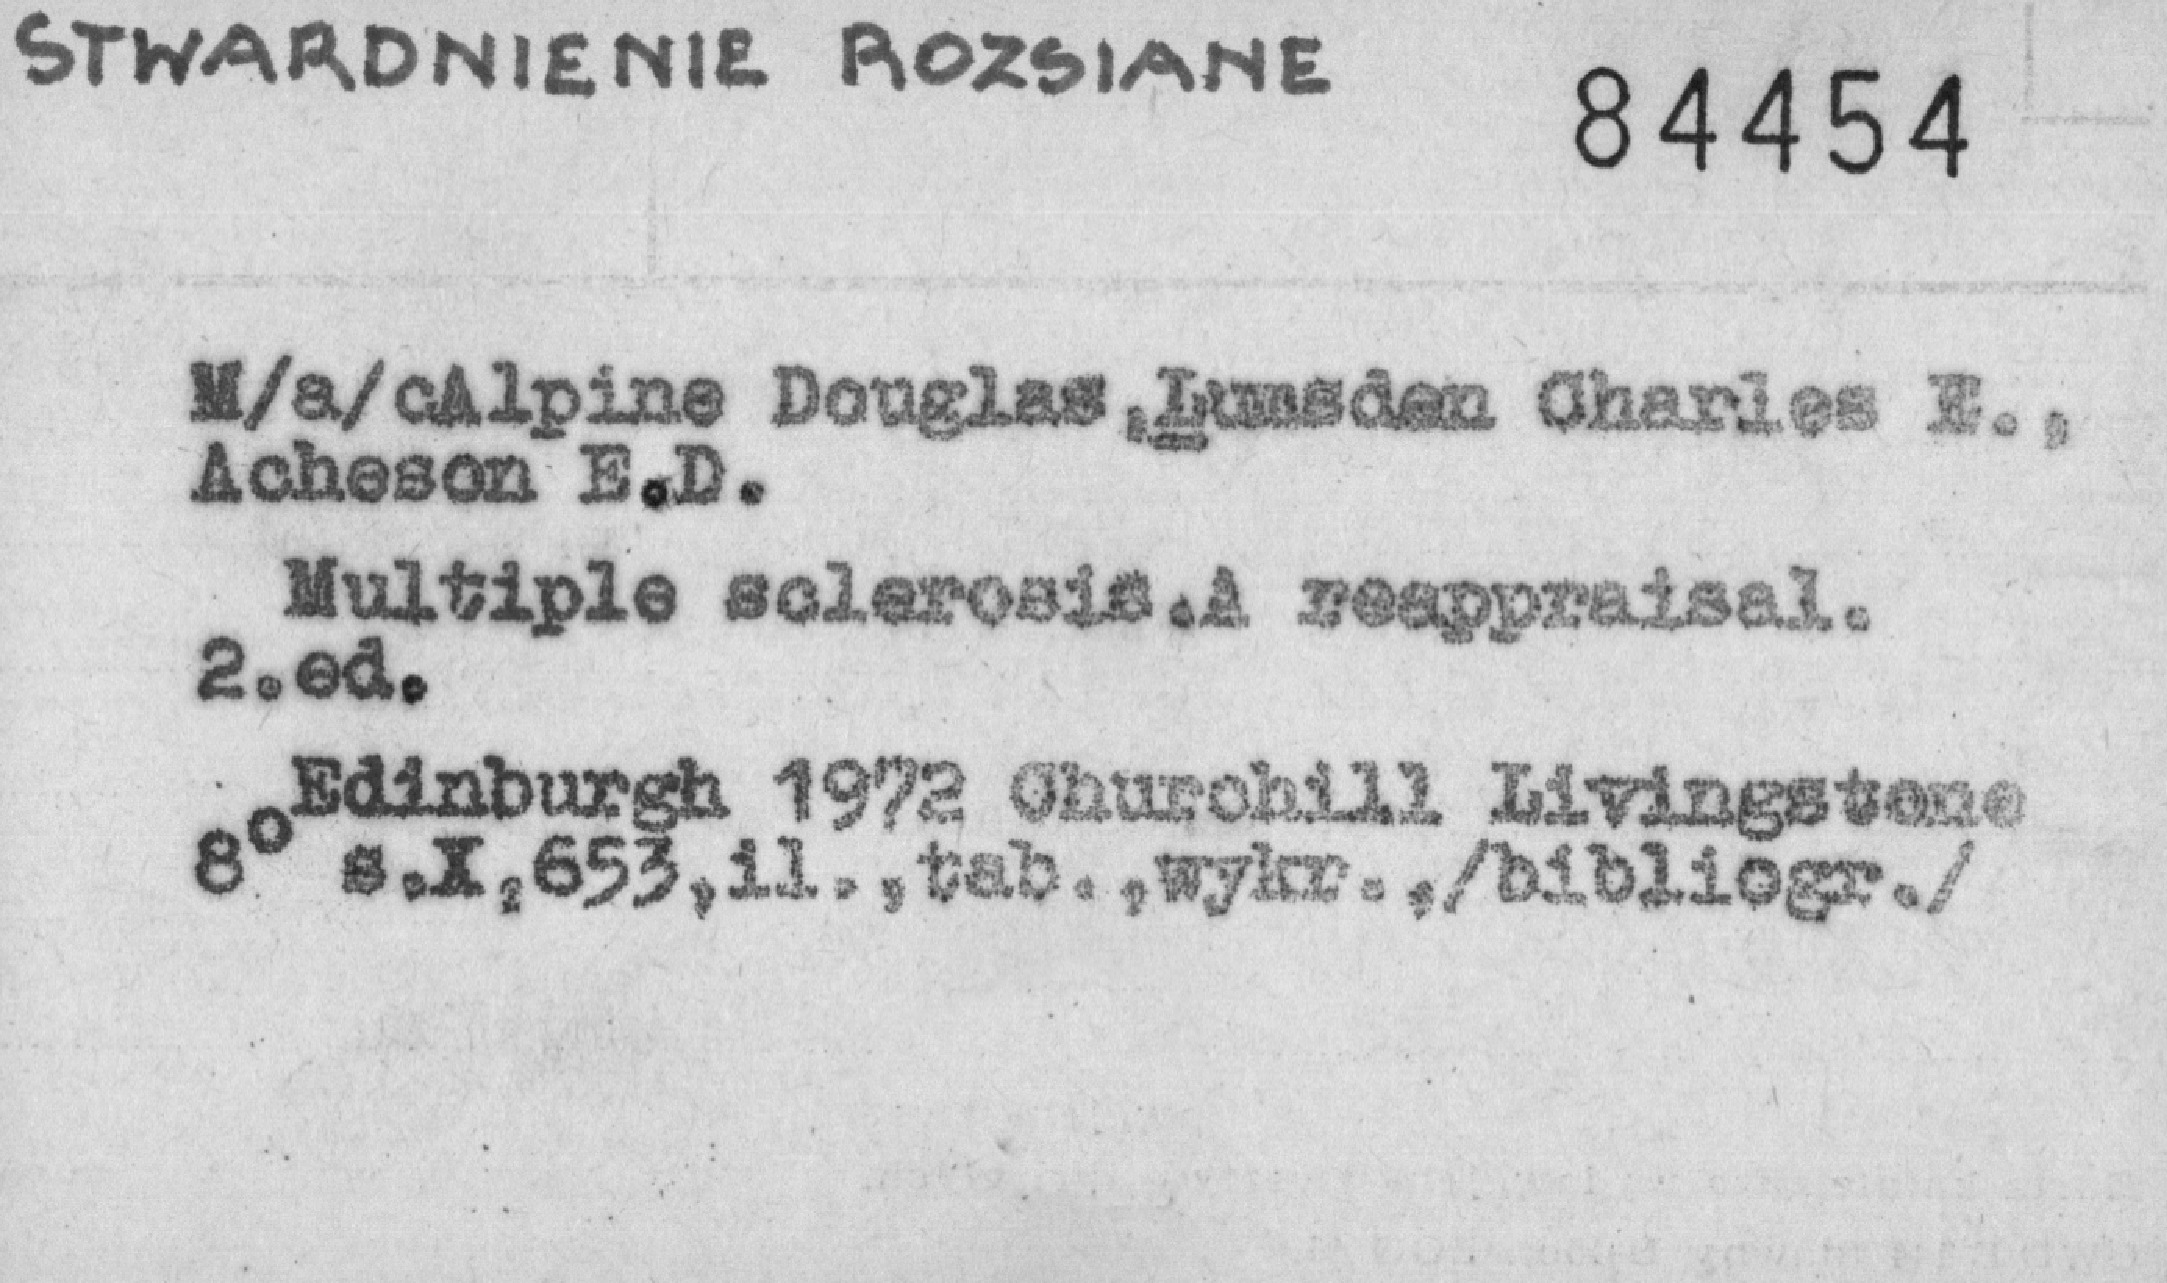 STWARDNIENIE ROZSIANE
84454
M/a/cAlpine Douglas,Lumsden Charles E.,
Acheson E.D.
Multiple sclerosis.A reappraisal.
2.ed.
Edinburgh 1972 Churchill Livingstone
8° s.X,653,il.,tab.,wykr.,/bibliogr./